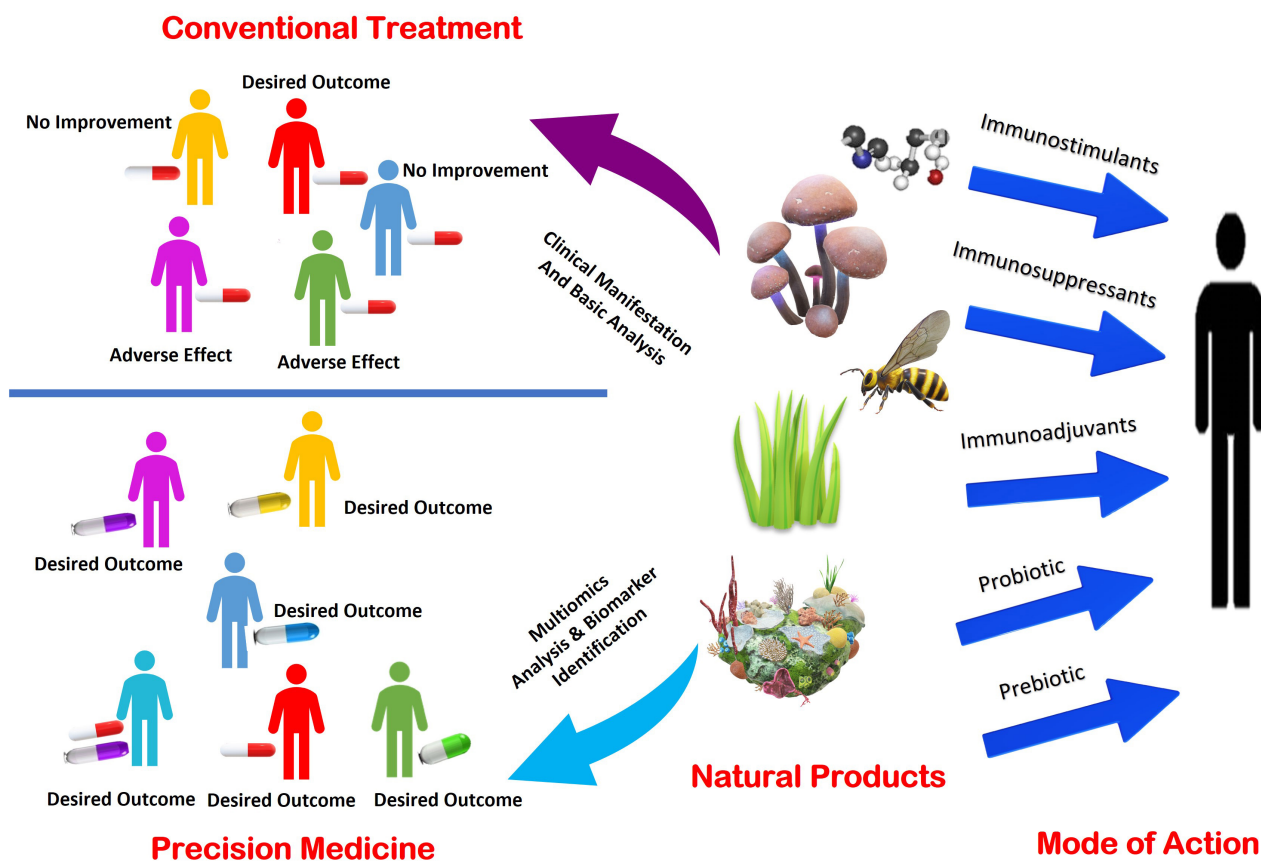 Conventional Treatment
Desired Outcome
No Improvement
No Improvement
Adverse Effect
Adverse Effect
Clinical Manifestation
And Basic Analysis
Desired Outcome
Desired Outcome
Desired Outcome
Desired Outcome
Desired Outcome
Desired Outcome
Precision Medicine
Multiomics
Analysis & Biomarker
Identification
Natural Products
Immunostimulants
Immunosuppressants
Immunoadjuvants
Probiotic
Prebiotic
Mode of Action